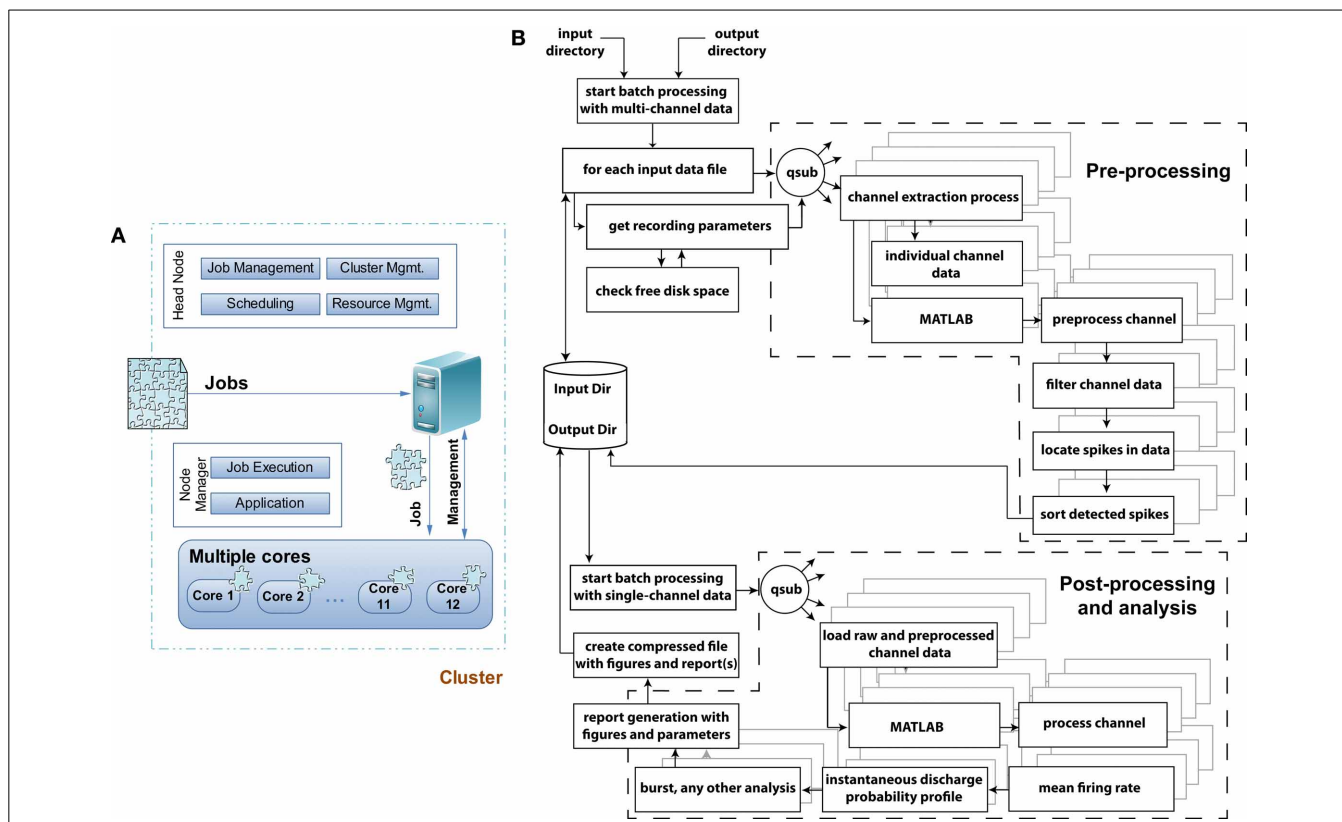 A
Head Node
Job Management
Cluster Mgmt.
Scheduling
Resource Mgmt.
Jobs
Node
Manager
Job Execution
Application
Job
Management
Multiple cores
Core 1
Core 2
...
Core
11
Core
12
Cluster
B
input
directory
output
directory
start batch processing
with multi-channel data
for each input data file
qsub
get recording parameters
check free disk space
Pre-processing
channel extraction process
individual channel
data
MATLAB
preprocess channel
filter channel data
locate spikes in data
sort detected spikes
Input Dir
Output Dir
start batch processing
with single-channel data
qsub
Post-processing
and analysis
load raw and preprocessed
channel data
MATLAB
process channel
mean firing rate
instantaneous discharge
probability profile
burst, any other analysis
report generation with
figures and parameters
create compressed file
with figures and report(s)